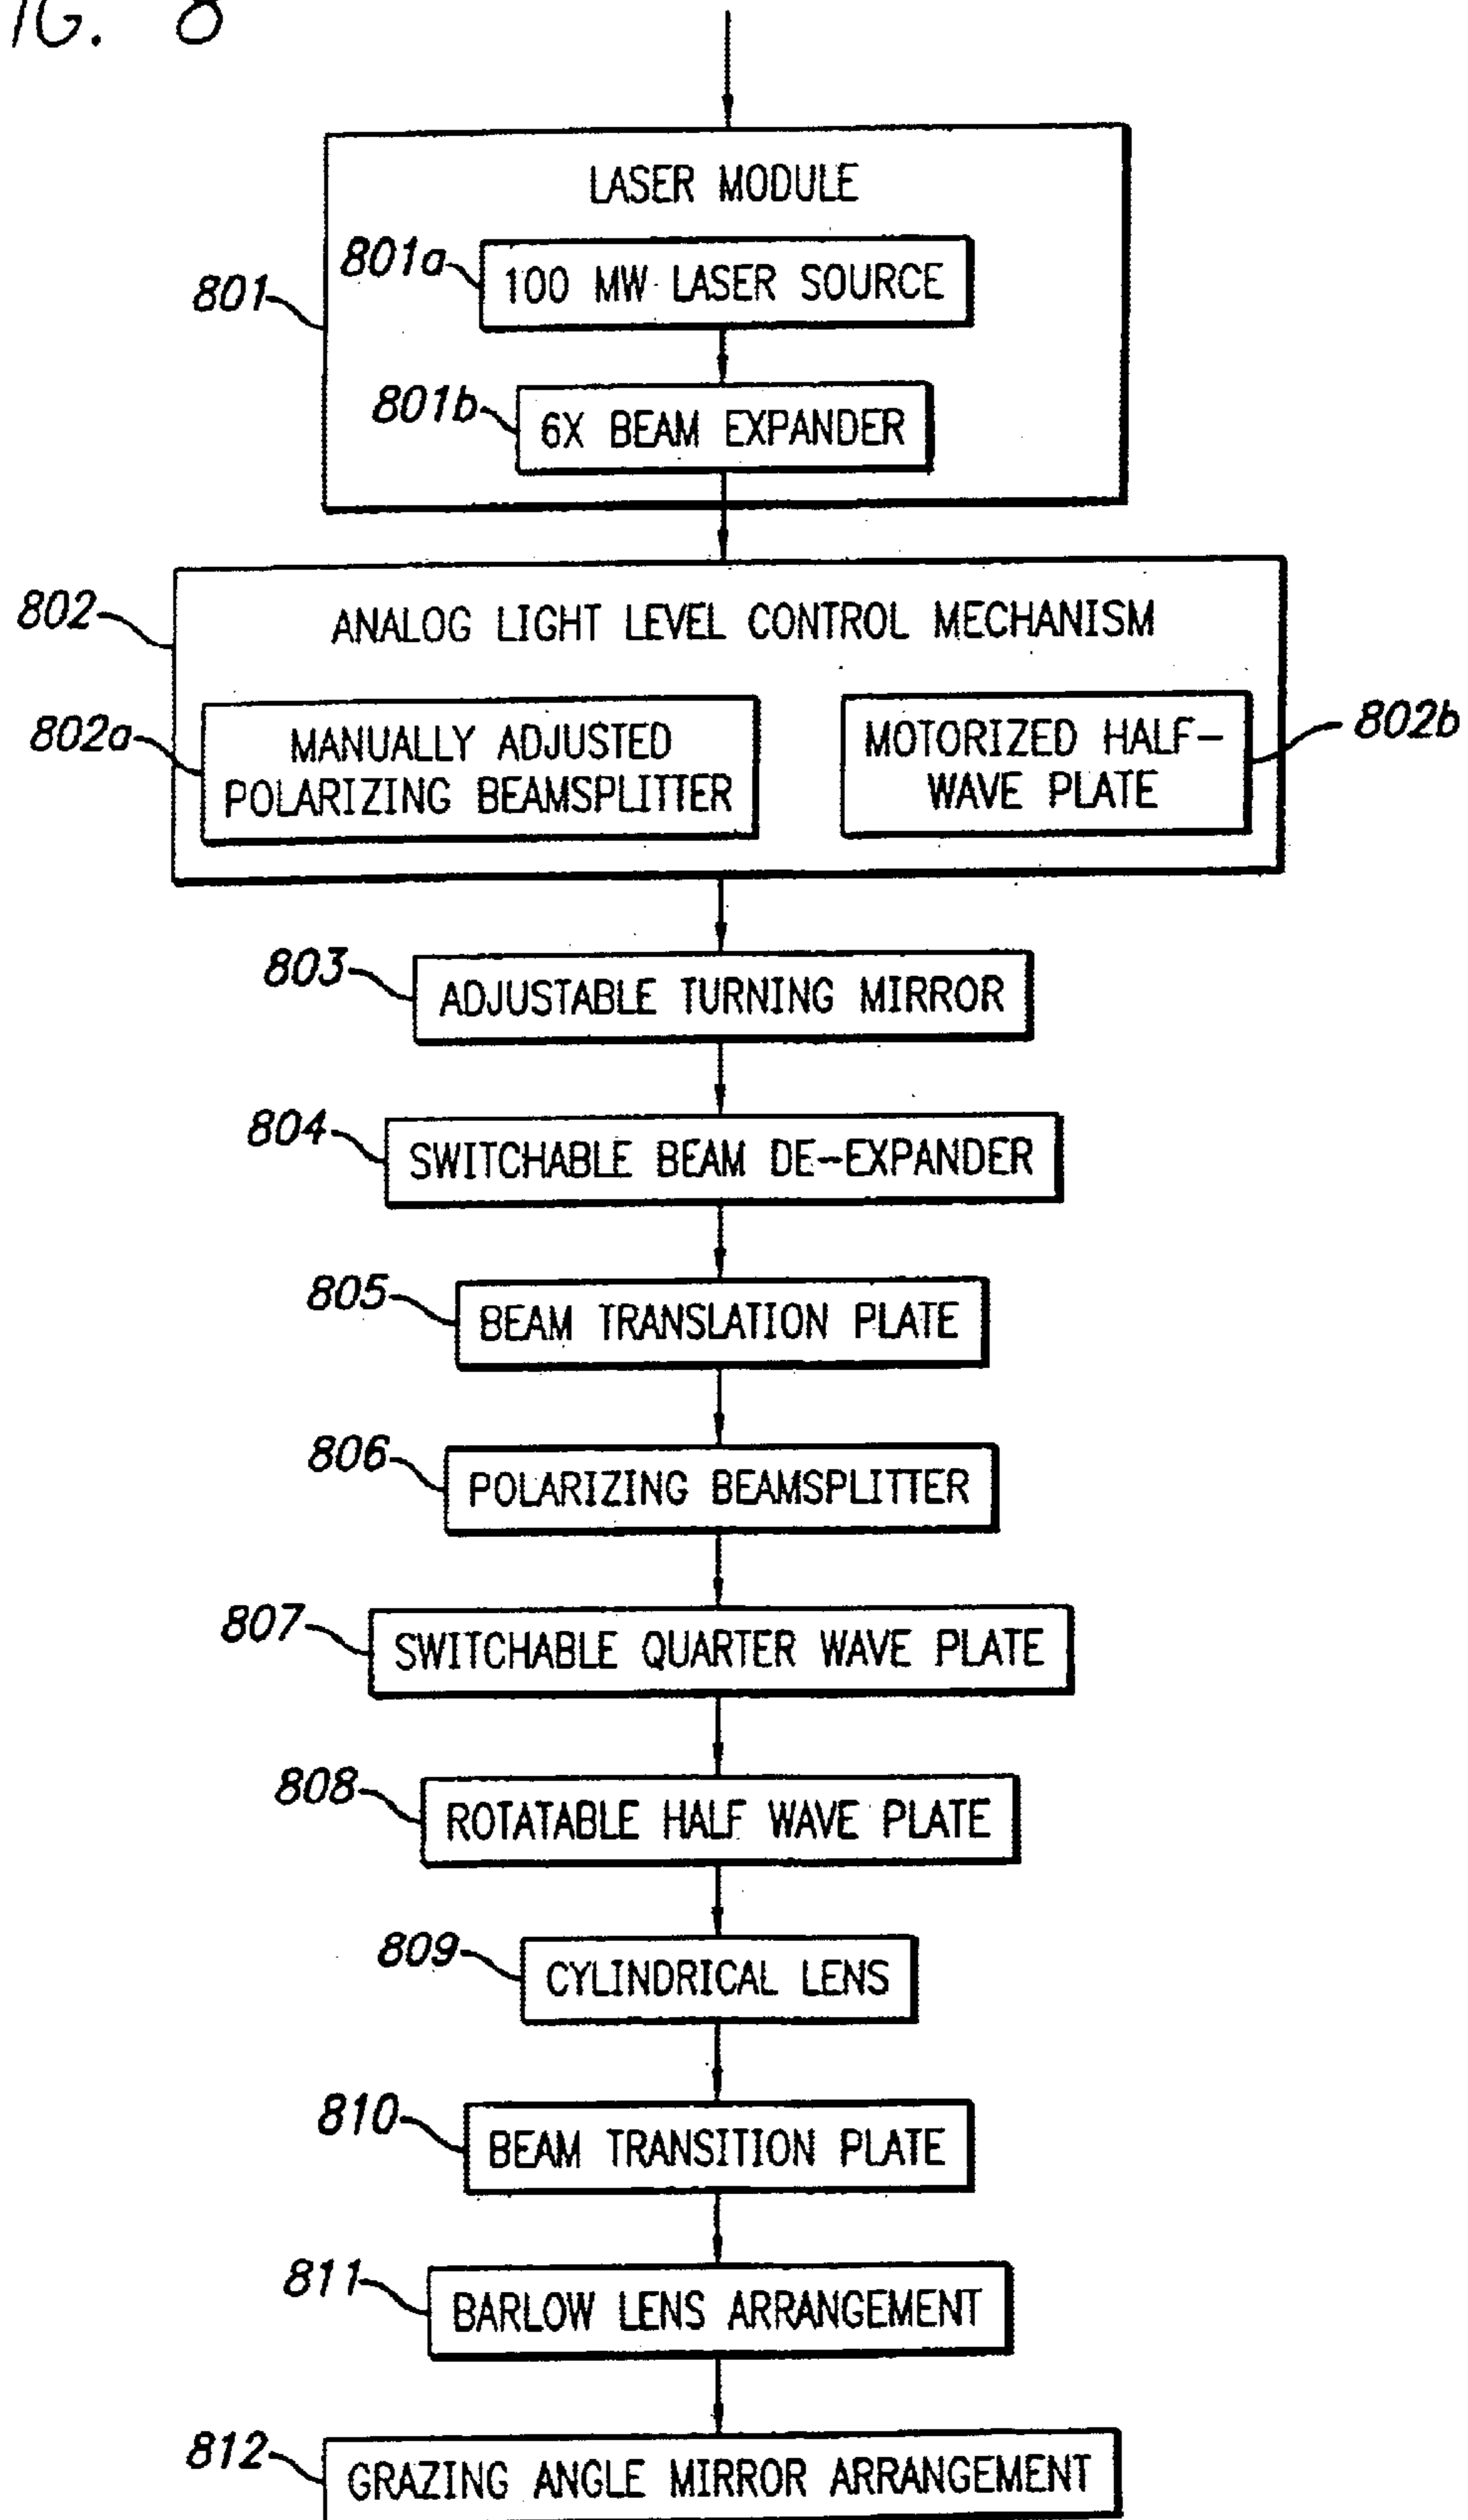 IG. 8
LASER MODULE
801a
100 MW LASER SOURCE
801
801b
6X BEAM EXPANDER
802
ANALOG LIGHT LEVEL CONTROL MECHANISM
802a
MANUALLY ADJUSTED
POLARIZING BEAMSPLITTER
MOTORIZED HALF-
WAVE PLATE
802b
803
ADJUSTABLE TURNING MIRROR
804
SWITCHABLE BEAM DE-EXPANDER
805
BEAM TRANSLATION PLATE
806
POLARIZING BEAMSPLITTER
807
SWITCHABLE QUARTER WAVE PLATE
808
ROTATABLE HALF WAVE PLATE
809
CYLINDRICAL LENS
810
BEAM TRANSITION PLATE
811
BARLOW LENS ARRANGEMENT
812
GRAZING ANGLE MIRROR ARRANGEMENT